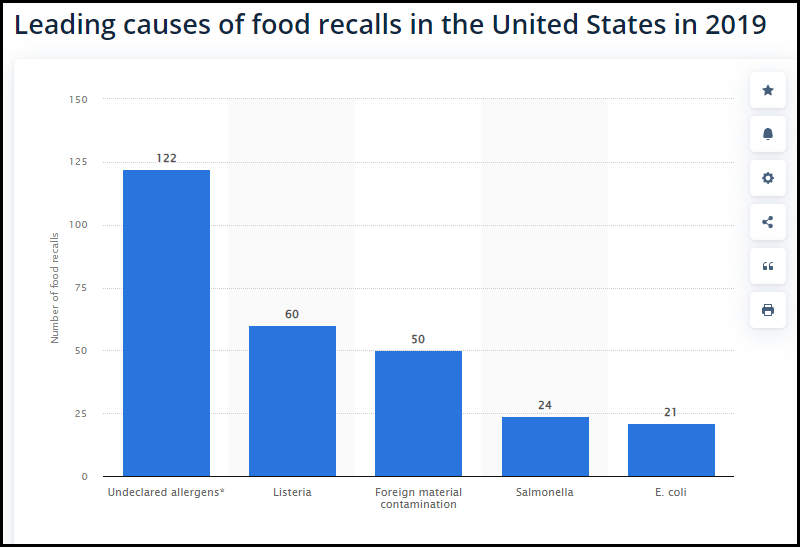 Leading causes of food recalls in the United States in 2019
150
125
100
75
50
25
0
Number of food recalls
122
60
50
24
21
Undeclared allergens*
Listeria
Foreign material
contamination
Salmonella
E. coli